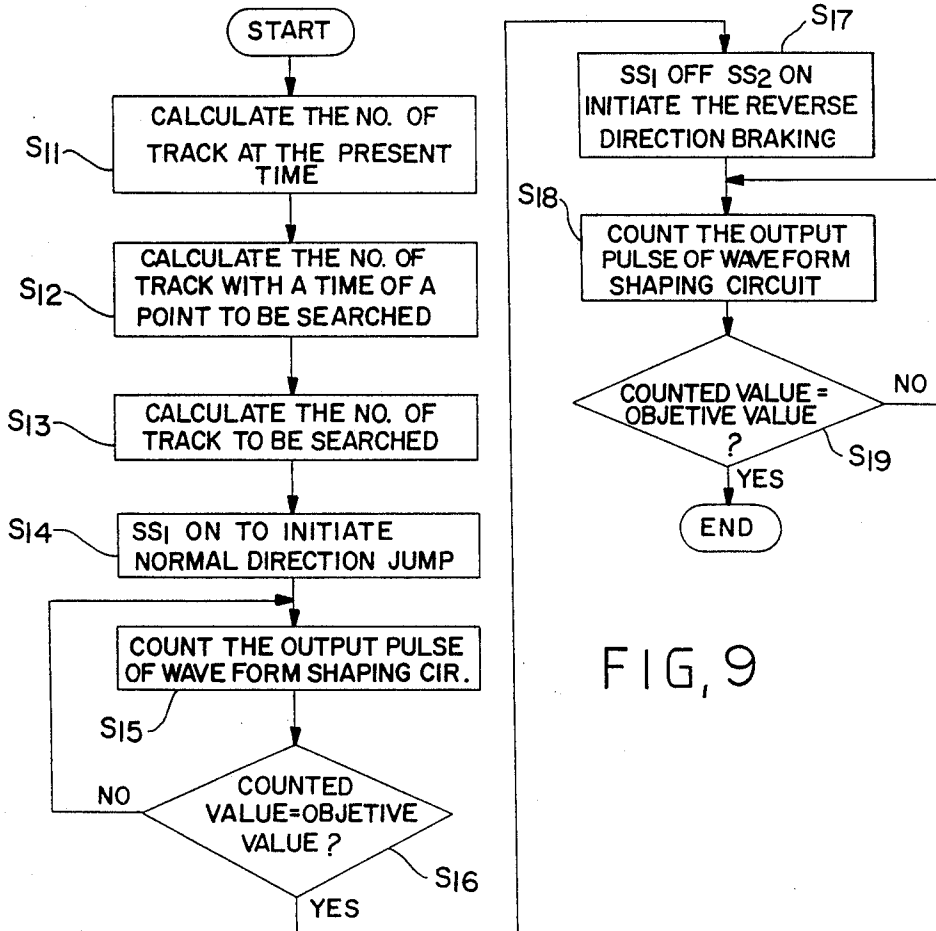 START
S11
CALCULATE THE NO. OF
TRACK AT THE PRESENT
TIME
S12
CALCULATE THE NO. OF
TRACK WITH A TIME OF A
POINT TO BE SEARCHED
S13
CALCULATE THE NO. OF
TRACK TO BE SEARCHED
S14
SS1 ON TO INITIATE
NORMAL DIRECTION JUMP
COUNT THE OUTPUT PULSE
OF WAVE FORM SHAPING CIR.
S15
NO
COUNTED
VALUE=OBJETIVE
VALUE?
S16
YES
S17
SS1 OFF SS2 ON
INITIATE THE REVERSE
DIRECTION BRAKING
S18
COUNT THE OUTPUT
PULSE OF WAVEFORM
SHAPING CIRCUIT
NO
COUNTED VALUE=
OBJETIVE VALUE
?
S19
YES
END
FIG, 9